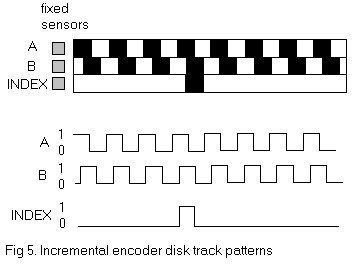 fixed
sensors
A
B
INDEX
A 1
0
B 1
0
INDEX 1
0
Fig 5. Incremental encoder disk track patterns